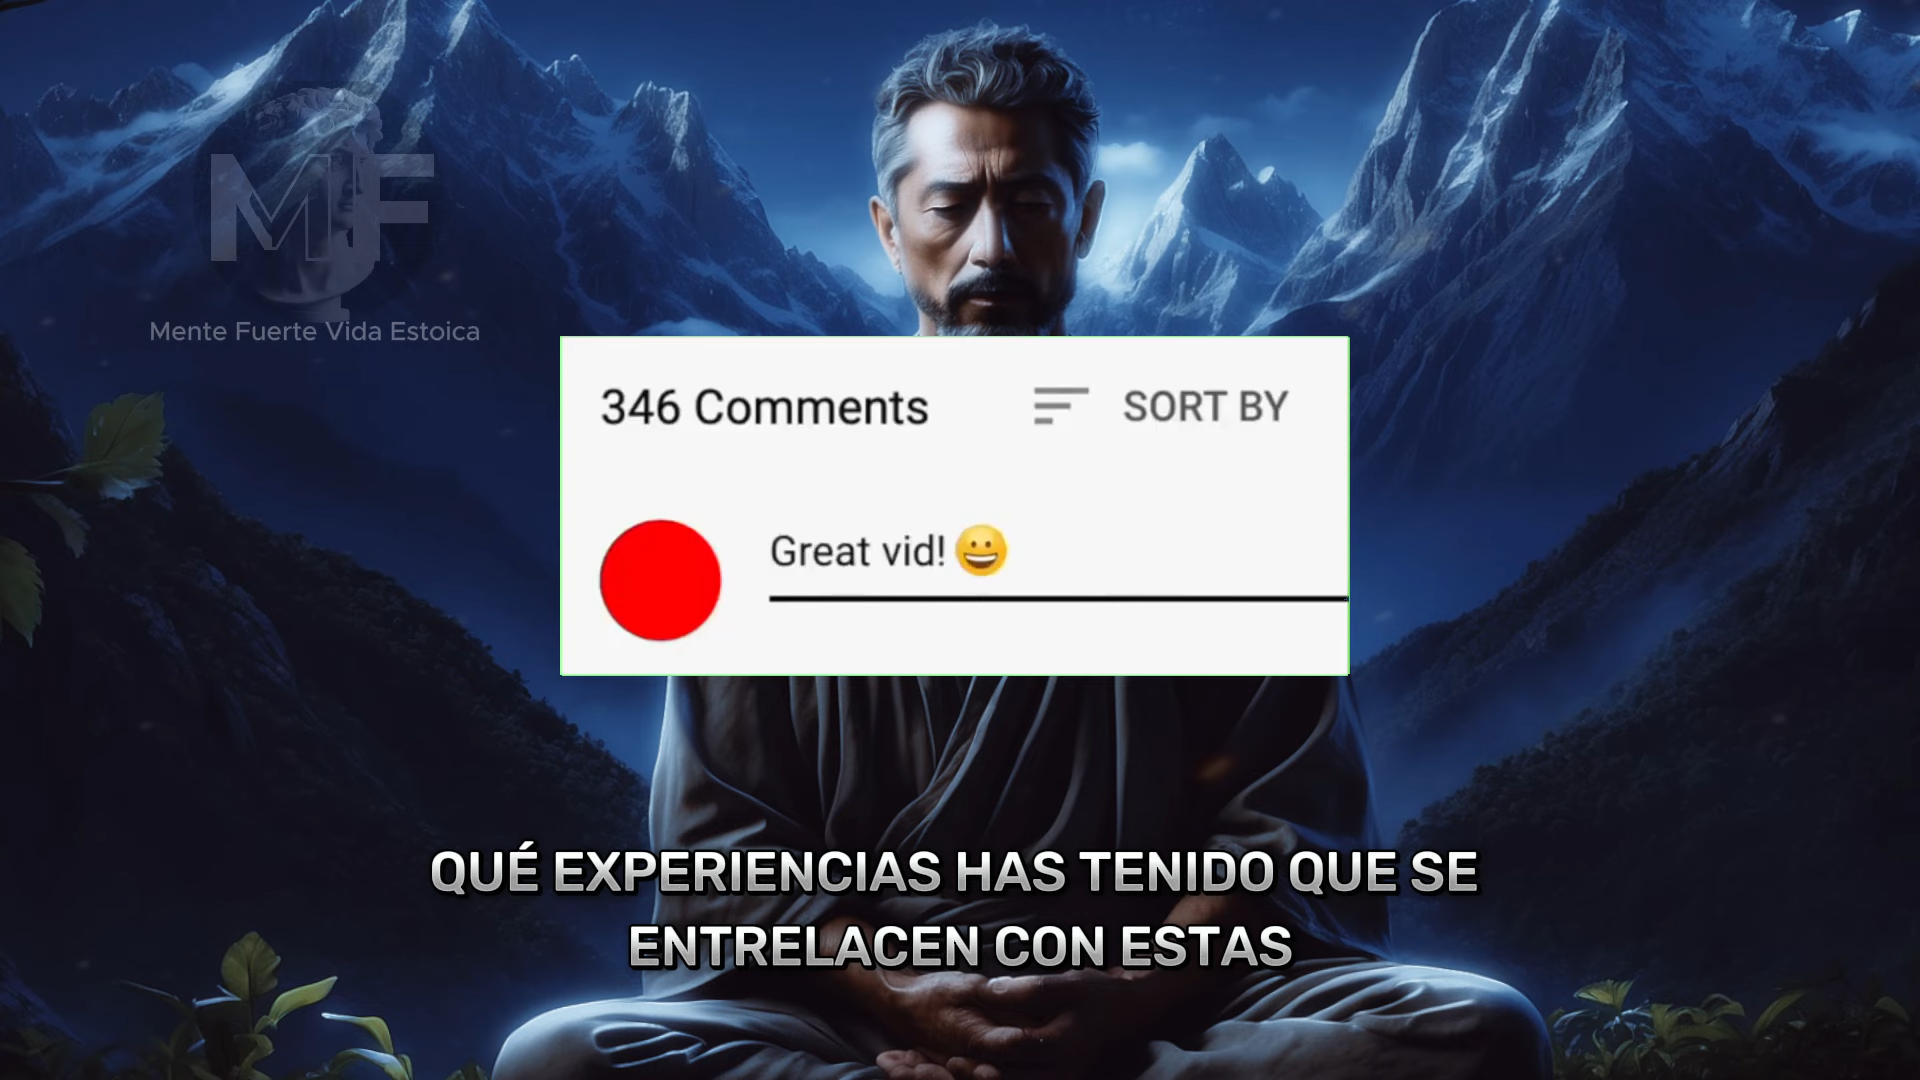 MF
Mente Fuerte Vida Estoica
346 Comments SORT BY
Great vid! 😀
QUÉ EXPERIENCIAS HAS TENIDO QUE SE
ENTRELACEN CON ESTAS